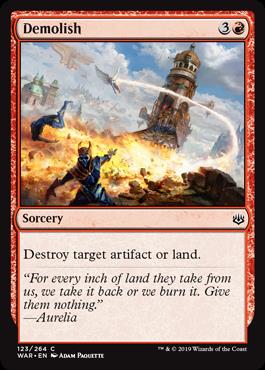 Demolish 3
Sorcery
Destroy target artifact or land.
“For every inch of land they take from
us, we take it back or we burn it. Give
them nothing.”
—Aurelia
123/264 C
WAR • EN Adam Paquette ™ & © 2019 Wizards of the Coast